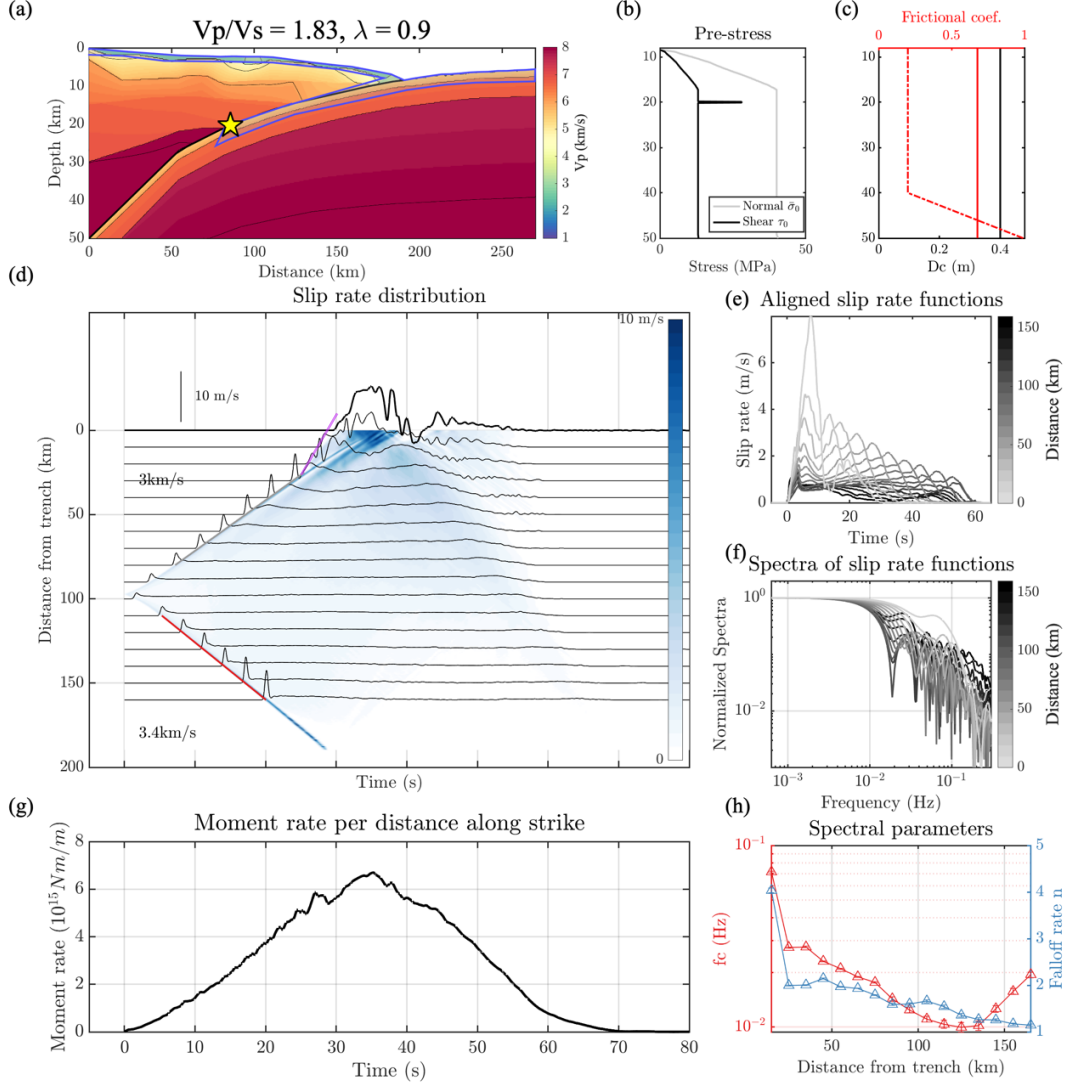 (a)
Vp/Vs = 1.83, λ = 0.9
0
10
20
30
40
50
Depth (km)
0
50
100
150
200
250
Distance (km)
8
7
6
5
4
3
2
1
Vp (km/s)
(b)
Pre-stress
10
20
30
40
50
0
50
Stress (MPa)
Normal σ̄₀
Shear τ₀
(c)
Frictional coef.
0
0.5
1
10
20
30
40
50
0
0.2
0.4
Dc (m)
(d)
Slip rate distribution
10 m/s
10 m/s
0
50
100
150
200
Distance from trench (km)
3km/s
3.4km/s
0
Time (s)
(e)
Aligned slip rate functions
6
4
2
0
Slip rate (m/s)
0
20
40
60
Time (s)
150
100
50
0
Distance (km)
(f)
Spectra of slip rate functions
10⁰
10⁻²
Normalized Spectra
10⁻³
10⁻²
10⁻¹
Frequency (Hz)
150
100
50
0
Distance (km)
(g)
Moment rate per distance along strike
8
6
4
2
0
Moment rate (10¹⁵Nm/m)
0
10
20
30
40
50
60
70
80
Time (s)
(h)
Spectral parameters
10⁻¹
10⁻²
fc (Hz)
5
4
3
2
1
Falloff rate n
50
100
150
Distance from trench (km)